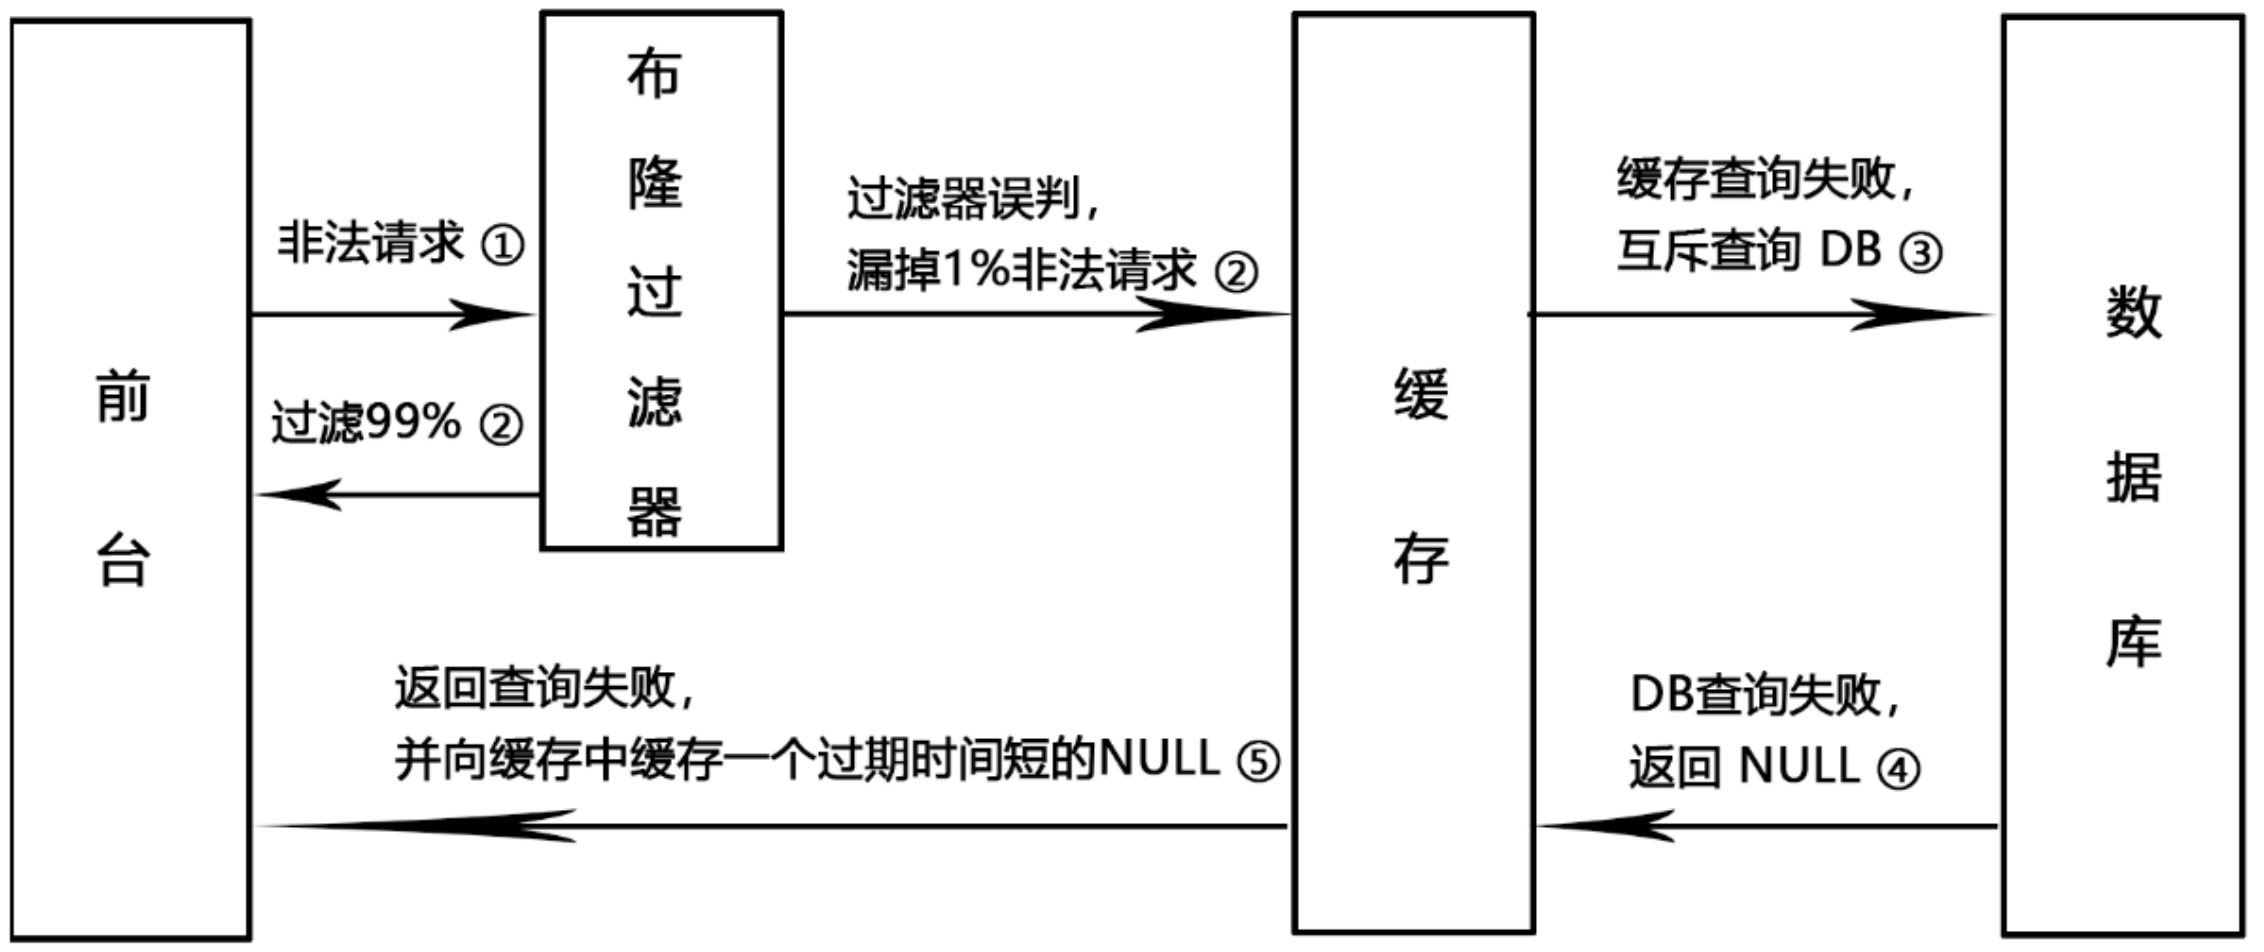 前台
非法请求 ①
过滤99% ②
布隆过滤器
过滤器误判，
漏掉1%非法请求 ②
缓存
缓存查询失败，
互斥查询 DB ③
数据库
DB查询失败，
返回 NULL ④
返回查询失败，
并向缓存中缓存一个过期时间短的NULL ⑤